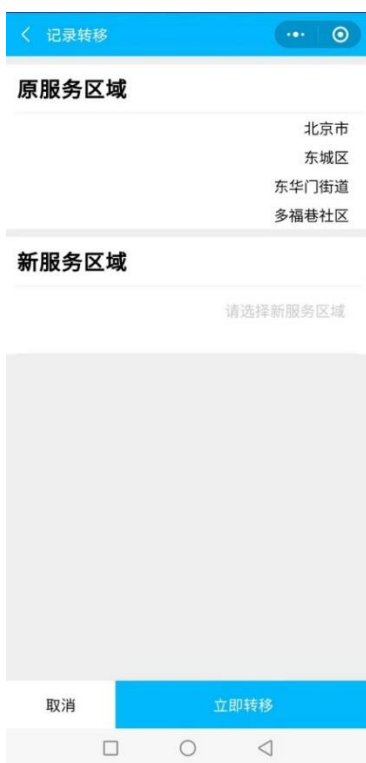 记录转移
原服务区域
北京市
东城区
东华门街道
多福巷社区
新服务区域
请选择新服务区域
取消
立即转移